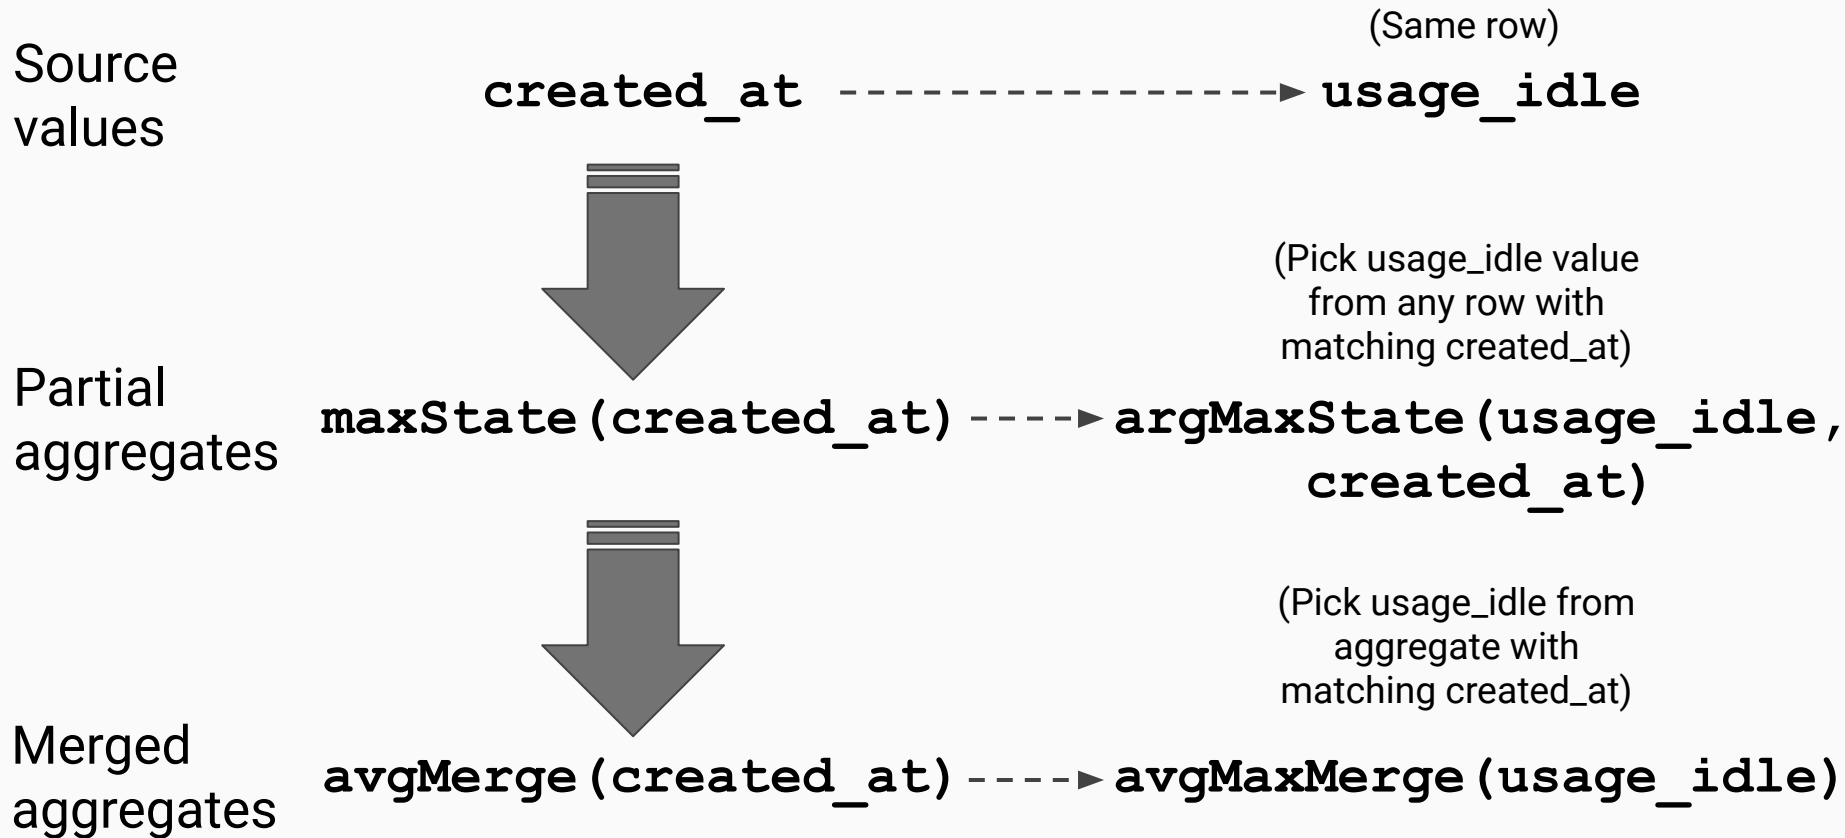 (Same row)
Source
values
created_at
usage_idle
(Pick usage_idle value
from any row with
matching created_at)
Partial
aggregates
maxState(created_at)
argMaxState(usage_idle,
created_at)
(Pick usage_idle from
aggregate with
matching created_at)
Merged
aggregates
avgMerge(created_at)
avgMaxMerge(usage_idle)